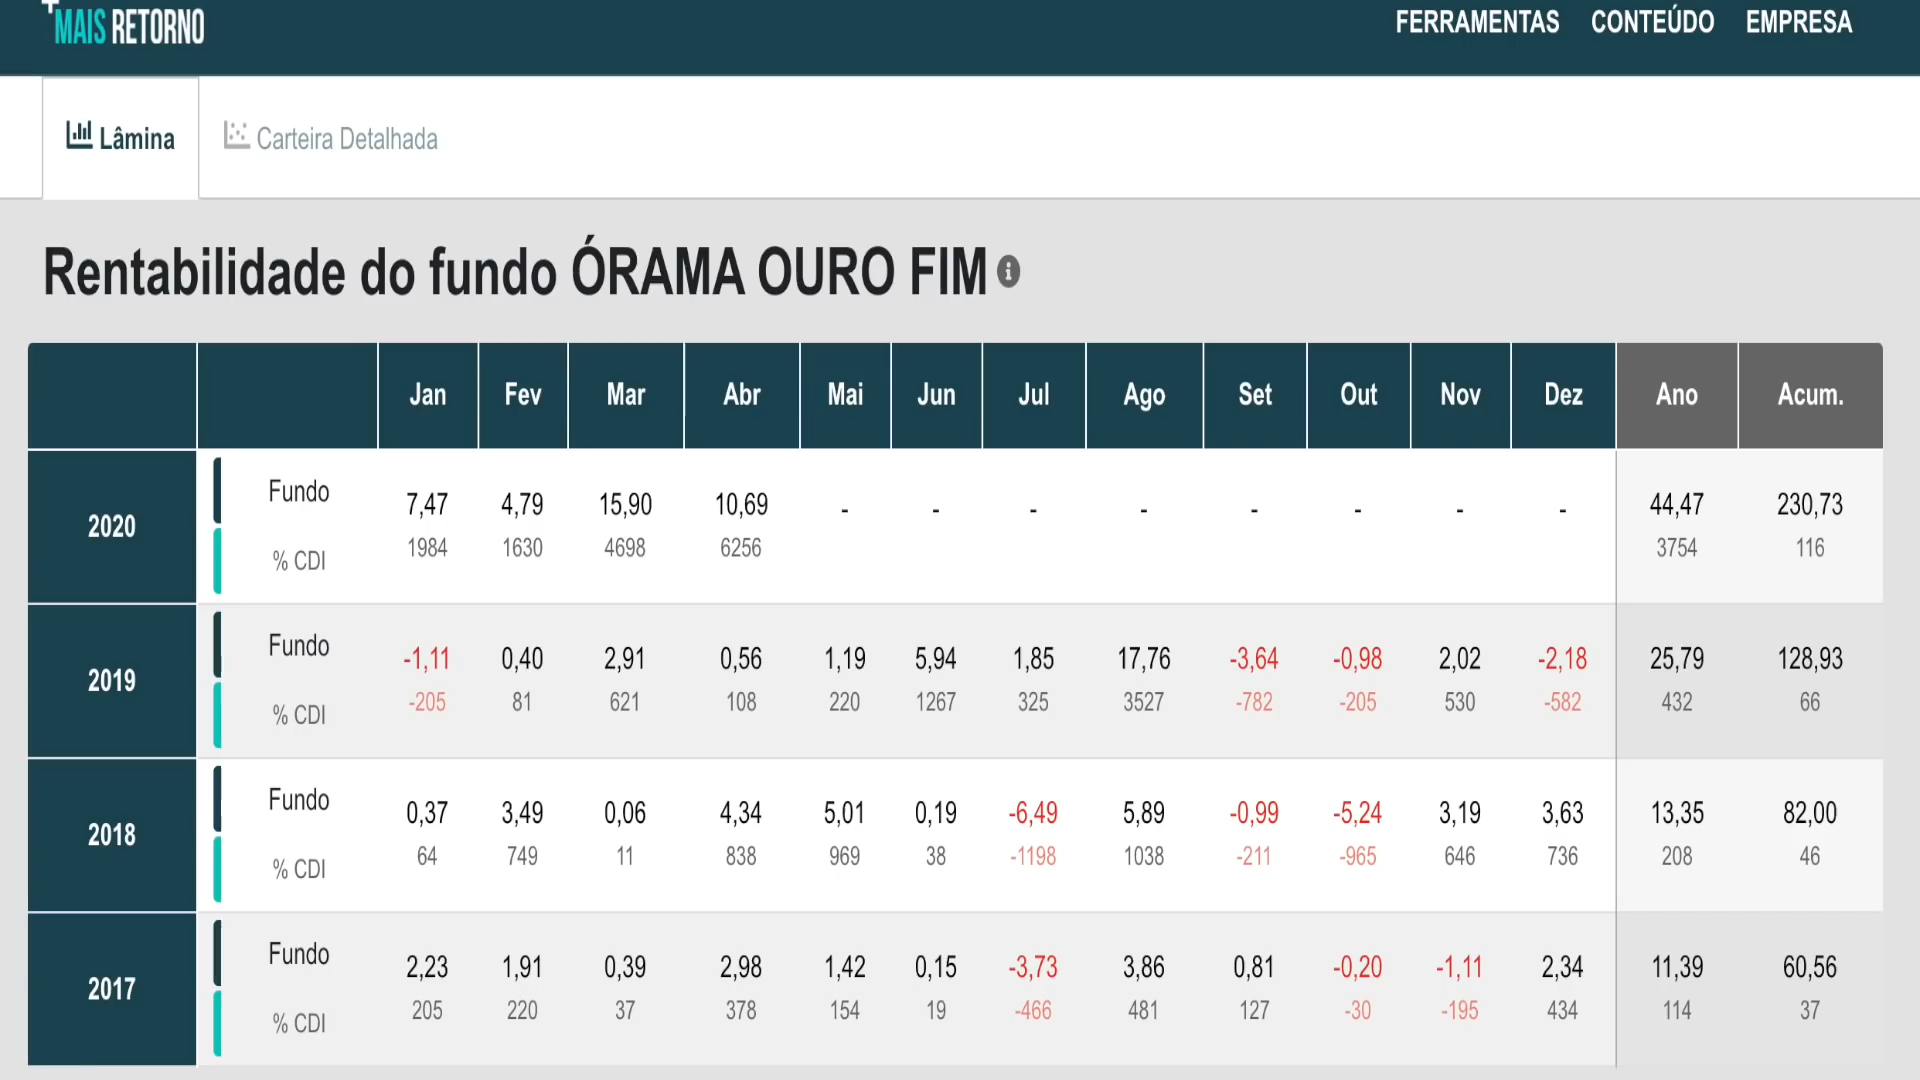 MAIS RETORNO FERRAMENTAS CONTEÚDO EMPRESA
Lâmina Carteira Detalhada
Rentabilidade do fundo ÓRAMA OURO FIM
Jan Fev Mar Abr Mai Jun Jul Ago Set Out Nov Dez Ano Acum.
2020
Fundo 7,47 4,79 15,90 10,69 - - - - - - - - 44,47 230,73
% CDI 1984 1630 4698 6256 3754 116
2019
Fundo -1,11 0,40 2,91 0,56 1,19 5,94 1,85 17,76 -3,64 -0,98 2,02 -2,18 25,79 128,93
% CDI -205 81 621 108 220 1267 325 3527 -782 -205 530 -582 432 66
2018
Fundo 0,37 3,49 0,06 4,34 5,01 0,19 -6,49 5,89 -0,99 -5,24 3,19 3,63 13,35 82,00
% CDI 64 749 11 838 969 38 -1198 1038 -211 -965 646 736 208 46
2017
Fundo 2,23 1,91 0,39 2,98 1,42 0,15 -3,73 3,86 0,81 -0,20 -1,11 2,34 11,39 60,56
% CDI 205 220 37 378 154 19 -466 481 127 -30 -195 434 114 37